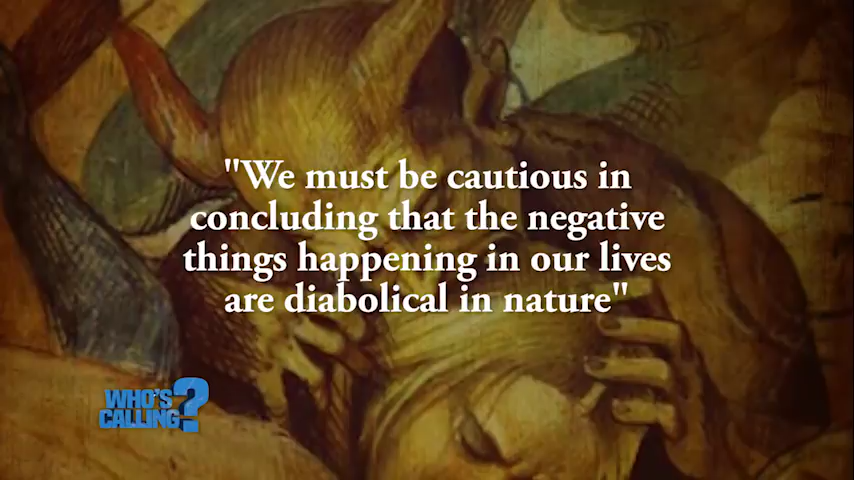 "We must be cautious in
concluding that the negative
things happening in our lives
are diabolical in nature"
WHO'S
CALLING?